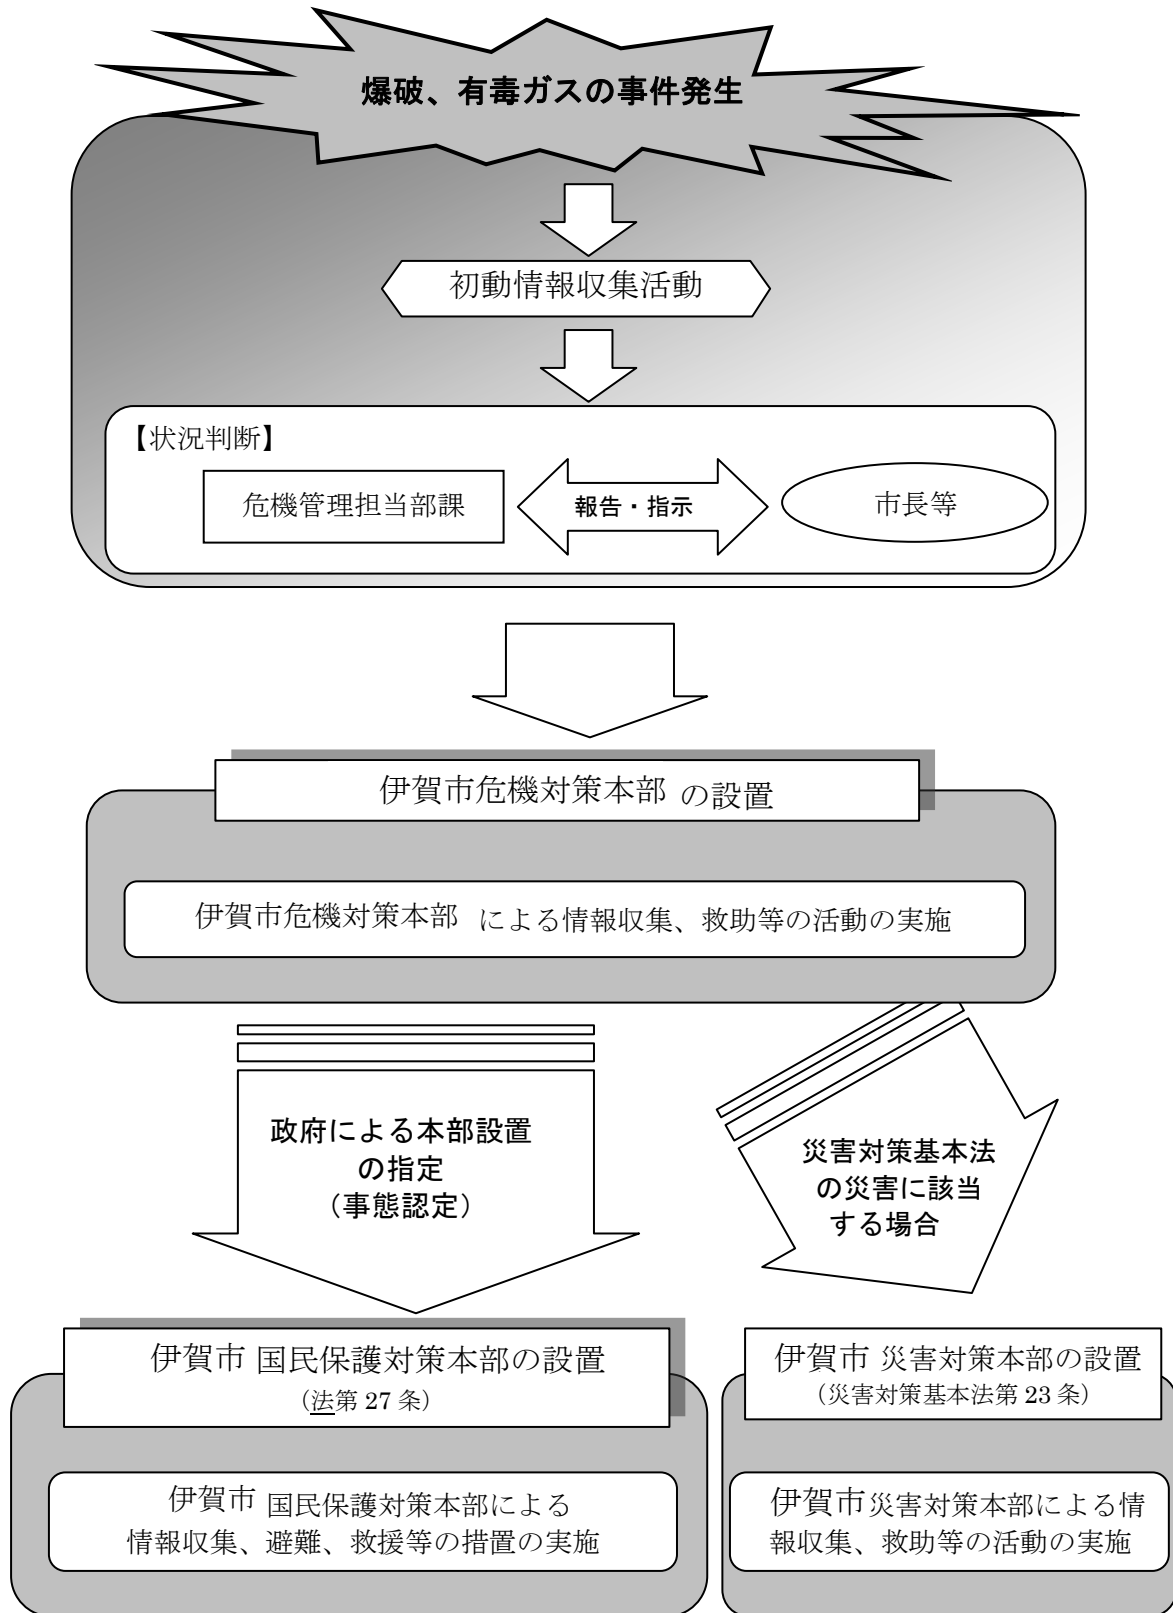 爆破、有毒ガスの事件発生
初動情報収集活動
【状況判断】
危機管理担当部課
報告・指示
市長等
伊賀市危機対策本部 の設置
伊賀市危機対策本部 による情報収集、救助等の活動の実施
政府による本部設置
の指定
（事態認定）
災害対策基本法
の災害に該当
する場合
伊賀市 国民保護対策本部の設置
（法第 27 条）
伊賀市 国民保護対策本部による
情報収集、避難、救援等の措置の実施
伊賀市 災害対策本部の設置
（災害対策基本法第 23 条）
伊賀市 災害対策本部による情
報収集、救助等の活動の実施